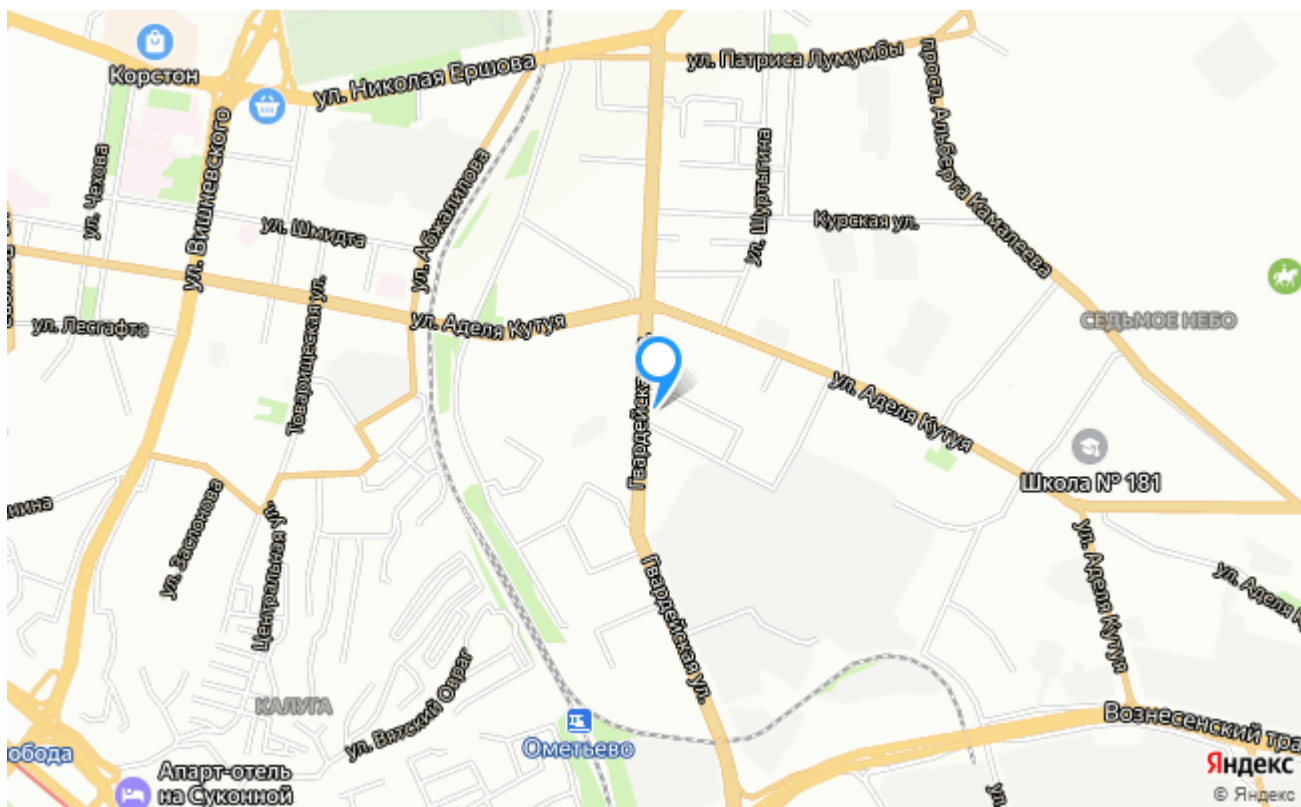 Корстон
ул. Николая Ершова
ул. Патриса Лумумбы
просп. Альберта Камалеева
ул. Чехова
ул. Вишневского
ул. Шмидта
ул. Абжалилова
ул. Шуртыгина
Курская ул.
ул. Лесгафта
Товарищеская ул.
ул. Аделя Кутуя
СЕДЬМОЕ НЕБО
ул. Аделя Кутуя
Гвардейска
Школа № 181
ул. Заслонова
Центральная ул.
ул. Аделя Кутуя
ул. Аделя К
Гвардейская ул.
КАЛУГА
ул. Вятский Овраг
Вознесенский тра
Ометьево
обода
Апарт-отель
на Суконной
ул.
Яндекс
© Яндекс